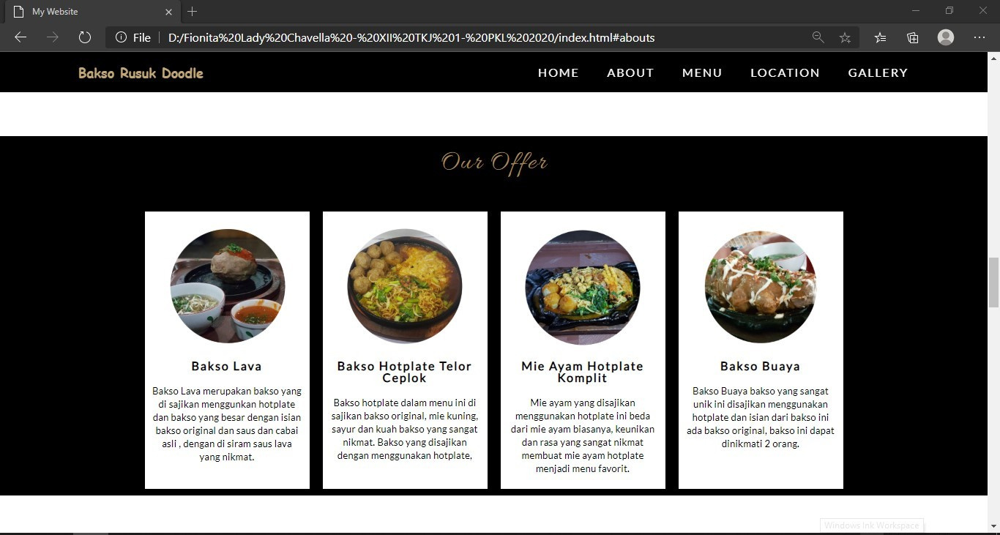 My Website
File
D:/Fionita%20Lady%20Chavella%20-%20XII%20TKJ%201-%20PKL%202020/index.html#abouts
Bakso Rusuk Doodle
HOME ABOUT MENU LOCATION GALLERY
Our Offer
Bakso Lava
Bakso Lava merupakan bakso yang
di sajikan menggunkan hotplate
dan bakso yang besar dengan isian
bakso original dan saus dan cabai
asli , dengan di siram saus lava
yang nikmat.
Bakso Hotplate Telor
Ceplok
Bakso hotplate dalam menu ini di
sajikan bakso original, mie kuning,
sayur dan kuah bakso yang sangat
nikmat. Bakso yang disajikan
dengan menggunakan hotplate,
Mie Ayam Hotplate
Komplit
Mie ayam yang disajikan
menggunakan hotplate ini beda
dari mie ayam biasanya, keunikan
dan rasa yang sangat nikmat
membuat mie ayam hotplate
menjadi menu favorit.
Bakso Buaya
Bakso Buaya bakso yang sangat
unik ini disajikan menggunakan
hotplate dan isian dari bakso ini
ada bakso original, bakso ini dapat
dinikmati 2 orang.
Windows Ink Workspace